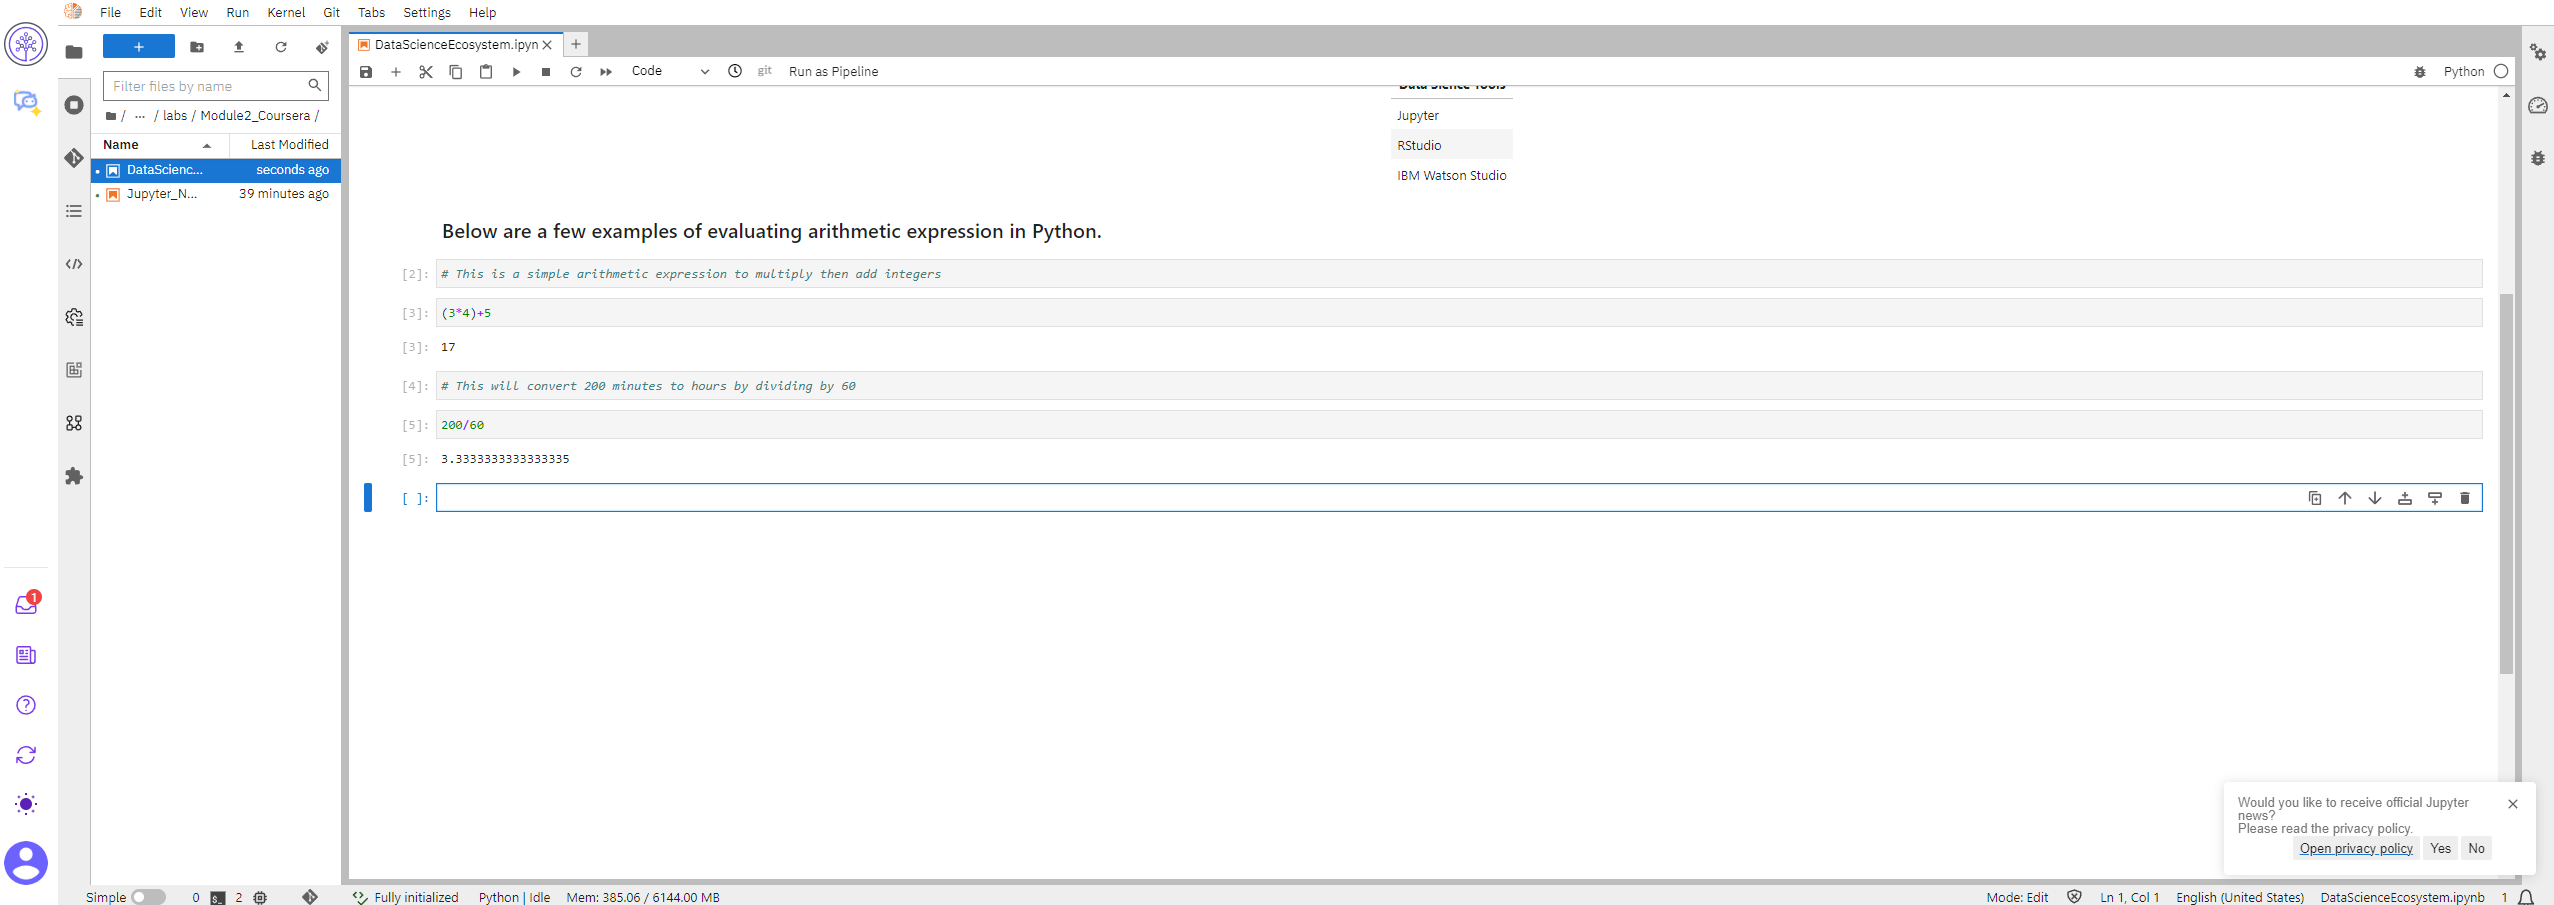 File Edit View Run Kernel Git Tabs Settings Help
+
Filter files by name
/ ... / labs / Module2_Coursera /
Name Last Modified
DataScienc... seconds ago
Jupyter_N... 39 minutes ago
DataScienceEcosystem.ipyn
Code git Run as Pipeline Python
Data Sience Tools
Jupyter
RStudio
IBM Watson Studio
Below are a few examples of evaluating arithmetic expression in Python.
[2]: # This is a simple arithmetic expression to multiply then add integers
[3]: (3*4)+5
[3]: 17
[4]: # This will convert 200 minutes to hours by dividing by 60
[5]: 200/60
[5]: 3.3333333333333335
[ ]:
1
Would you like to receive official Jupyter
news?
Please read the privacy policy.
Open privacy policy Yes No
Simple 0 2 Fully initialized Python | Idle Mem: 385.06 / 6144.00 MB Mode: Edit Ln 1, Col 1 English (United States) DataScienceEcosystem.ipynb 1